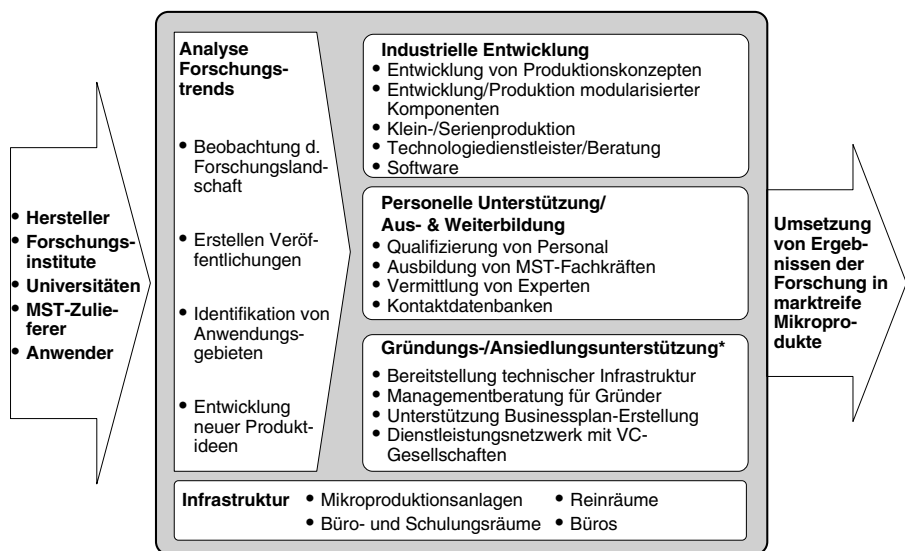 • Hersteller
• Forschungs-
institute
• Universitäten
• MST-Zulie-
ferer
• Anwender
Analyse
Forschungs-
trends
• Beobachtung d.
Forschungsland-
schaft
• Erstellen Veröf-
fentlichungen
• Identifikation von
Anwendungs-
gebieten
• Entwicklung
neuer Produkt-
ideen
Industrielle Entwicklung
• Entwicklung von Produktionskonzepten
• Entwicklung/Produktion modularisierter
Komponenten
• Klein-/Serienproduktion
• Technologiedienstleister/Beratung
• Software
Personelle Unterstützung/
Aus- & Weiterbildung
• Qualifizierung von Personal
• Ausbildung von MST-Fachkräften
• Vermittlung von Experten
• Kontaktdatenbanken
Gründungs-/Ansiedlungsunterstützung*
• Bereitstellung technischer Infrastruktur
• Managementberatung für Gründer
• Unterstützung Businessplan-Erstellung
• Dienstleistungsnetzwerk mit VC-
Gesellschaften
Infrastruktur • Mikroproduktionsanlagen • Reinräume
• Büro- und Schulungsräume • Büros
Umsetzung
von Ergeb-
nissen der
Forschung in
marktreife
Mikropro-
dukte